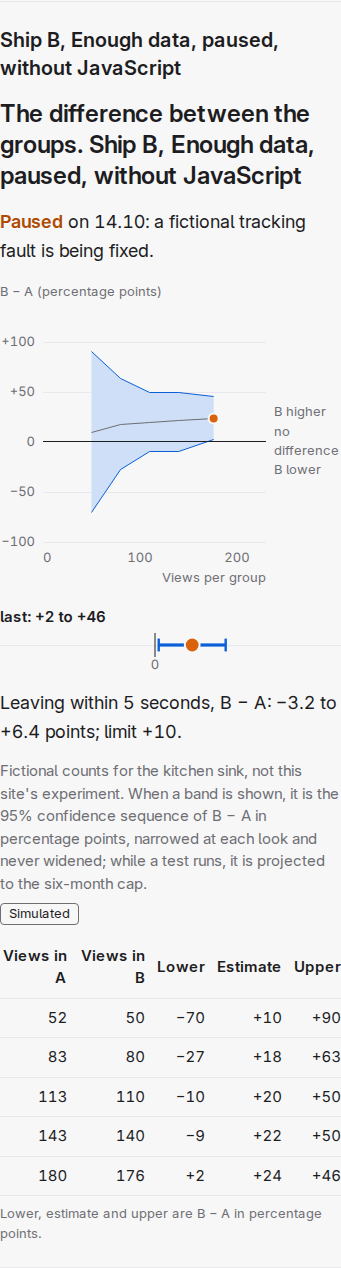 Ship B, Enough data, paused,
without JavaScript
The difference between the
groups. Ship B, Enough data,
paused, without JavaScript
Paused on 14.10: a fictional tracking
fault is being fixed.
B − A (percentage points)
+100
+50
0
−50
−100
B higher
no
difference
B lower
0 100 200
Views per group
last: +2 to +46
0
Leaving within 5 seconds, B − A: −3.2 to
+6.4 points; limit +10.
Fictional counts for the kitchen sink, not this
site's experiment. When a band is shown, it is the
95% confidence sequence of B − A in
percentage points, narrowed at each look and
never widened; while a test runs, it is projected
to the six-month cap.
Simulated
Views in A Views in B Lower Estimate Upper
52 50 −70 +10 +90
83 80 −27 +18 +63
113 110 −10 +20 +50
143 140 −9 +22 +50
180 176 +2 +24 +46
Lower, estimate and upper are B − A in percentage
points.